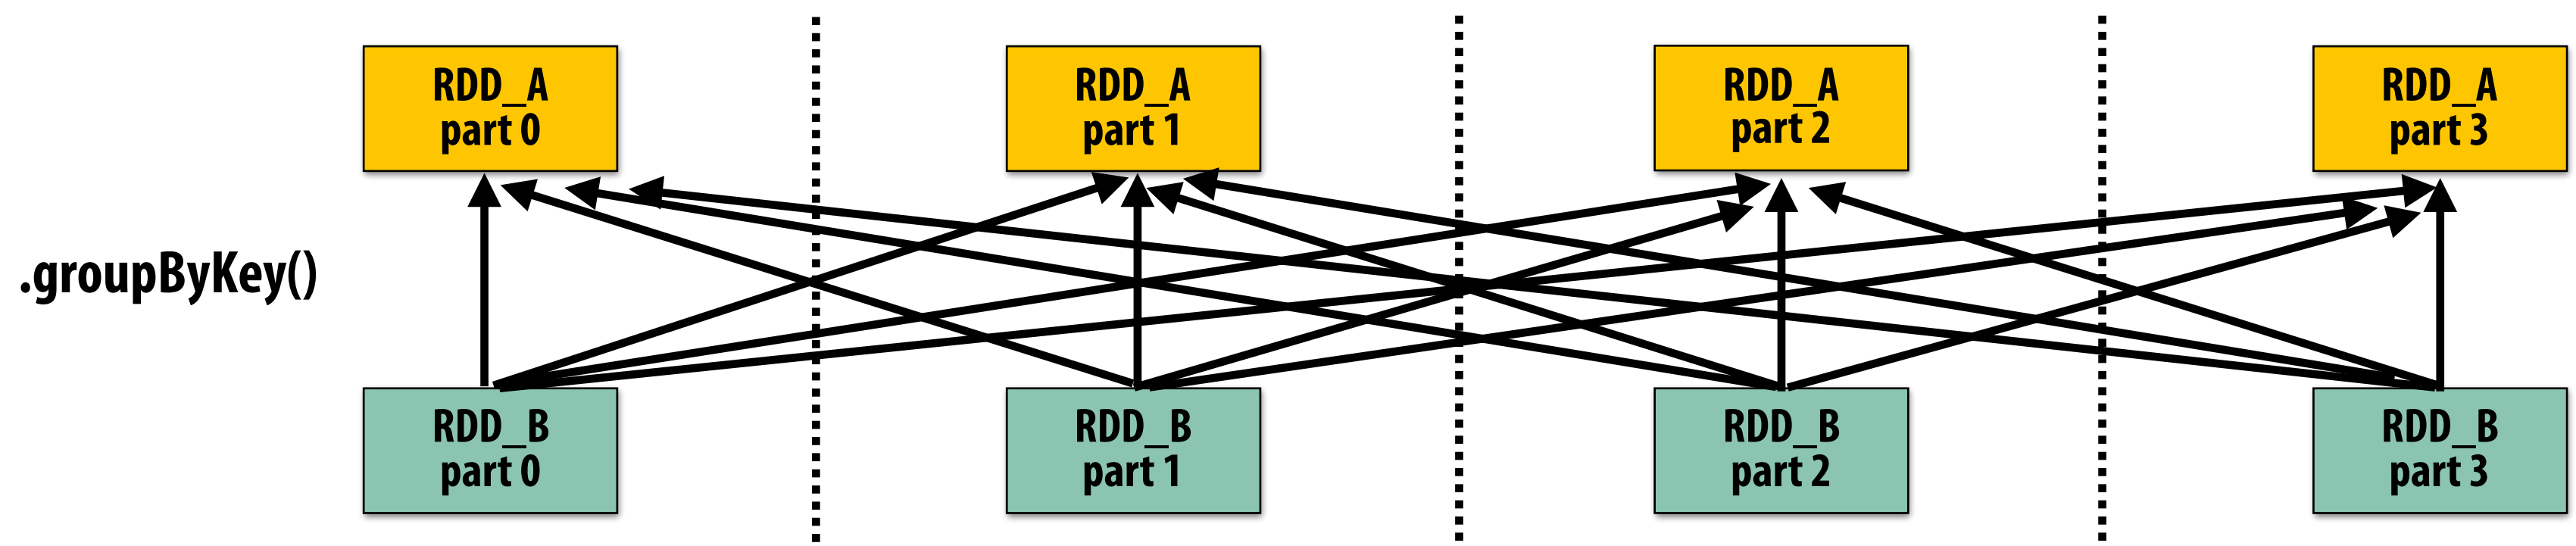 RDD_A
part 0
RDD_A
part 1
RDD_A
part 2
RDD_A
part 3
.groupByKey()
RDD_B
part 0
RDD_B
part 1
RDD_B
part 2
RDD_B
part 3